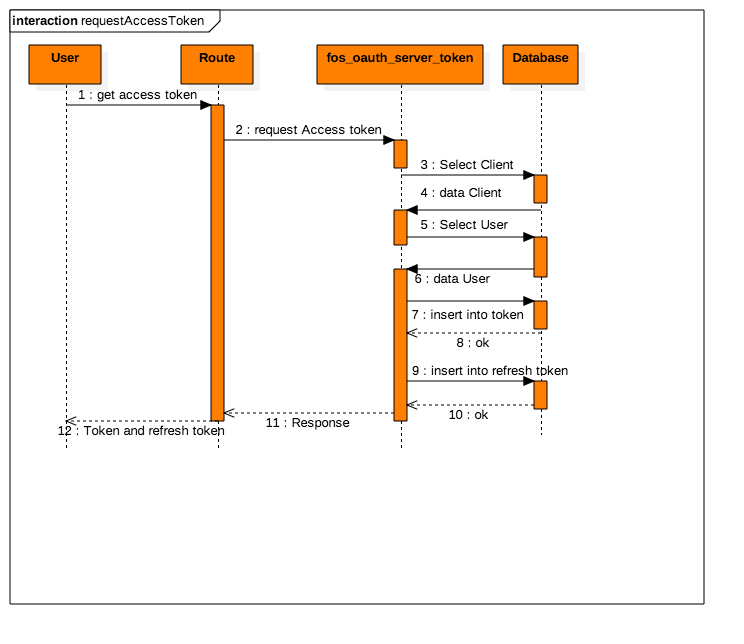 interaction requestAccessToken
User
Route
fos_oauth_server_token
Database
1 : get access token
2 : request Access token
3 : Select Client
4 : data Client
5 : Select User
6 : data User
7 : insert into token
8 : ok
9 : insert into refresh token
10 : ok
11 : Response
12 : Token and refresh token